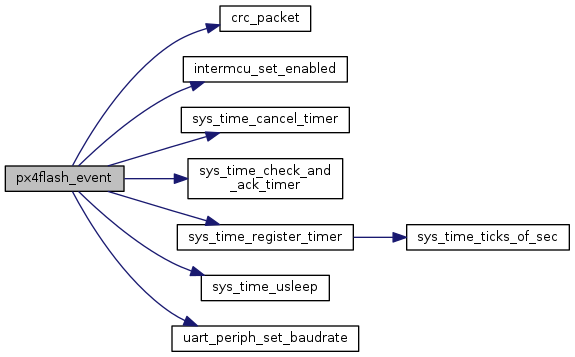 crc_packet
intermcu_set_enabled
sys_time_cancel_timer
px4flash_event
sys_time_check_and
_ack_timer
sys_time_register_timer
sys_time_ticks_of_sec
sys_time_usleep
uart_periph_set_baudrate